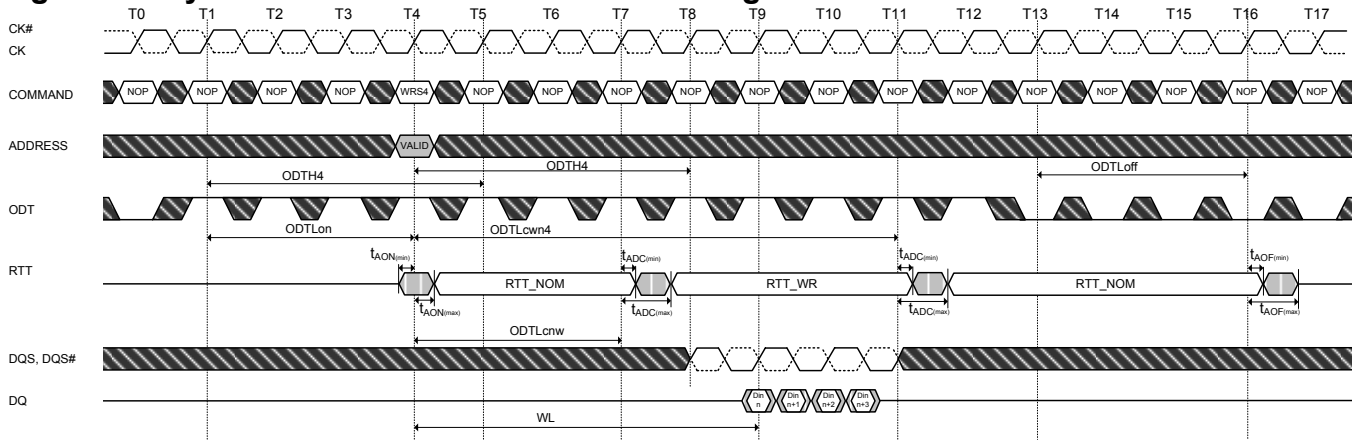 T0 T1 T2 T3 T4 T5 T6 T7 T8 T9 T10 T11 T12 T13 T14 T15 T16 T17
CK#
CK
COMMAND NOP NOP NOP NOP WRS4 NOP NOP NOP NOP NOP NOP NOP NOP NOP NOP NOP NOP NOP
ADDRESS VALID
ODTH4 ODTH4 ODTLoff
ODT
ODTLon ODTLcwn4
tAON(min) tADC(min) tADC(min) tAOF(min)
RTT RTT_NOM RTT_WR RTT_NOM
tAON(max) tADC(max) tADC(max) tAOF(max)
ODTLcnw
DQS, DQS#
DQ Din n Din n+1 Din n+2 Din n+3
WL